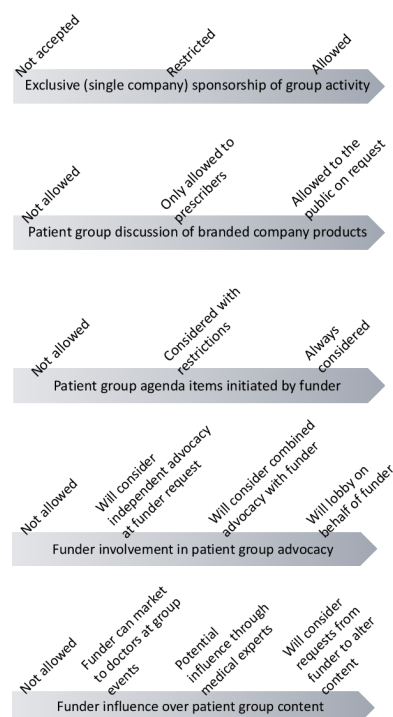 Not accepted
Restricted
Allowed
Exclusive (single company) sponsorship of group activity
Not allowed
Only allowed to
prescribers
Allowed to the
public on request
Patient group discussion of branded company products
Not allowed
Considered with
restrictions
Always
considered
Patient group agenda items initiated by funder
Not allowed
Will consider
independent advocacy
at funder request
Will consider combined
advocacy with funder
Will lobby on
behalf of funder
Funder involvement in patient group advocacy
Not allowed
Funder can market
to doctors at group
events
Potential
influence through
medical experts
Will consider
requests from
funder to alter
content
Funder influence over patient group content